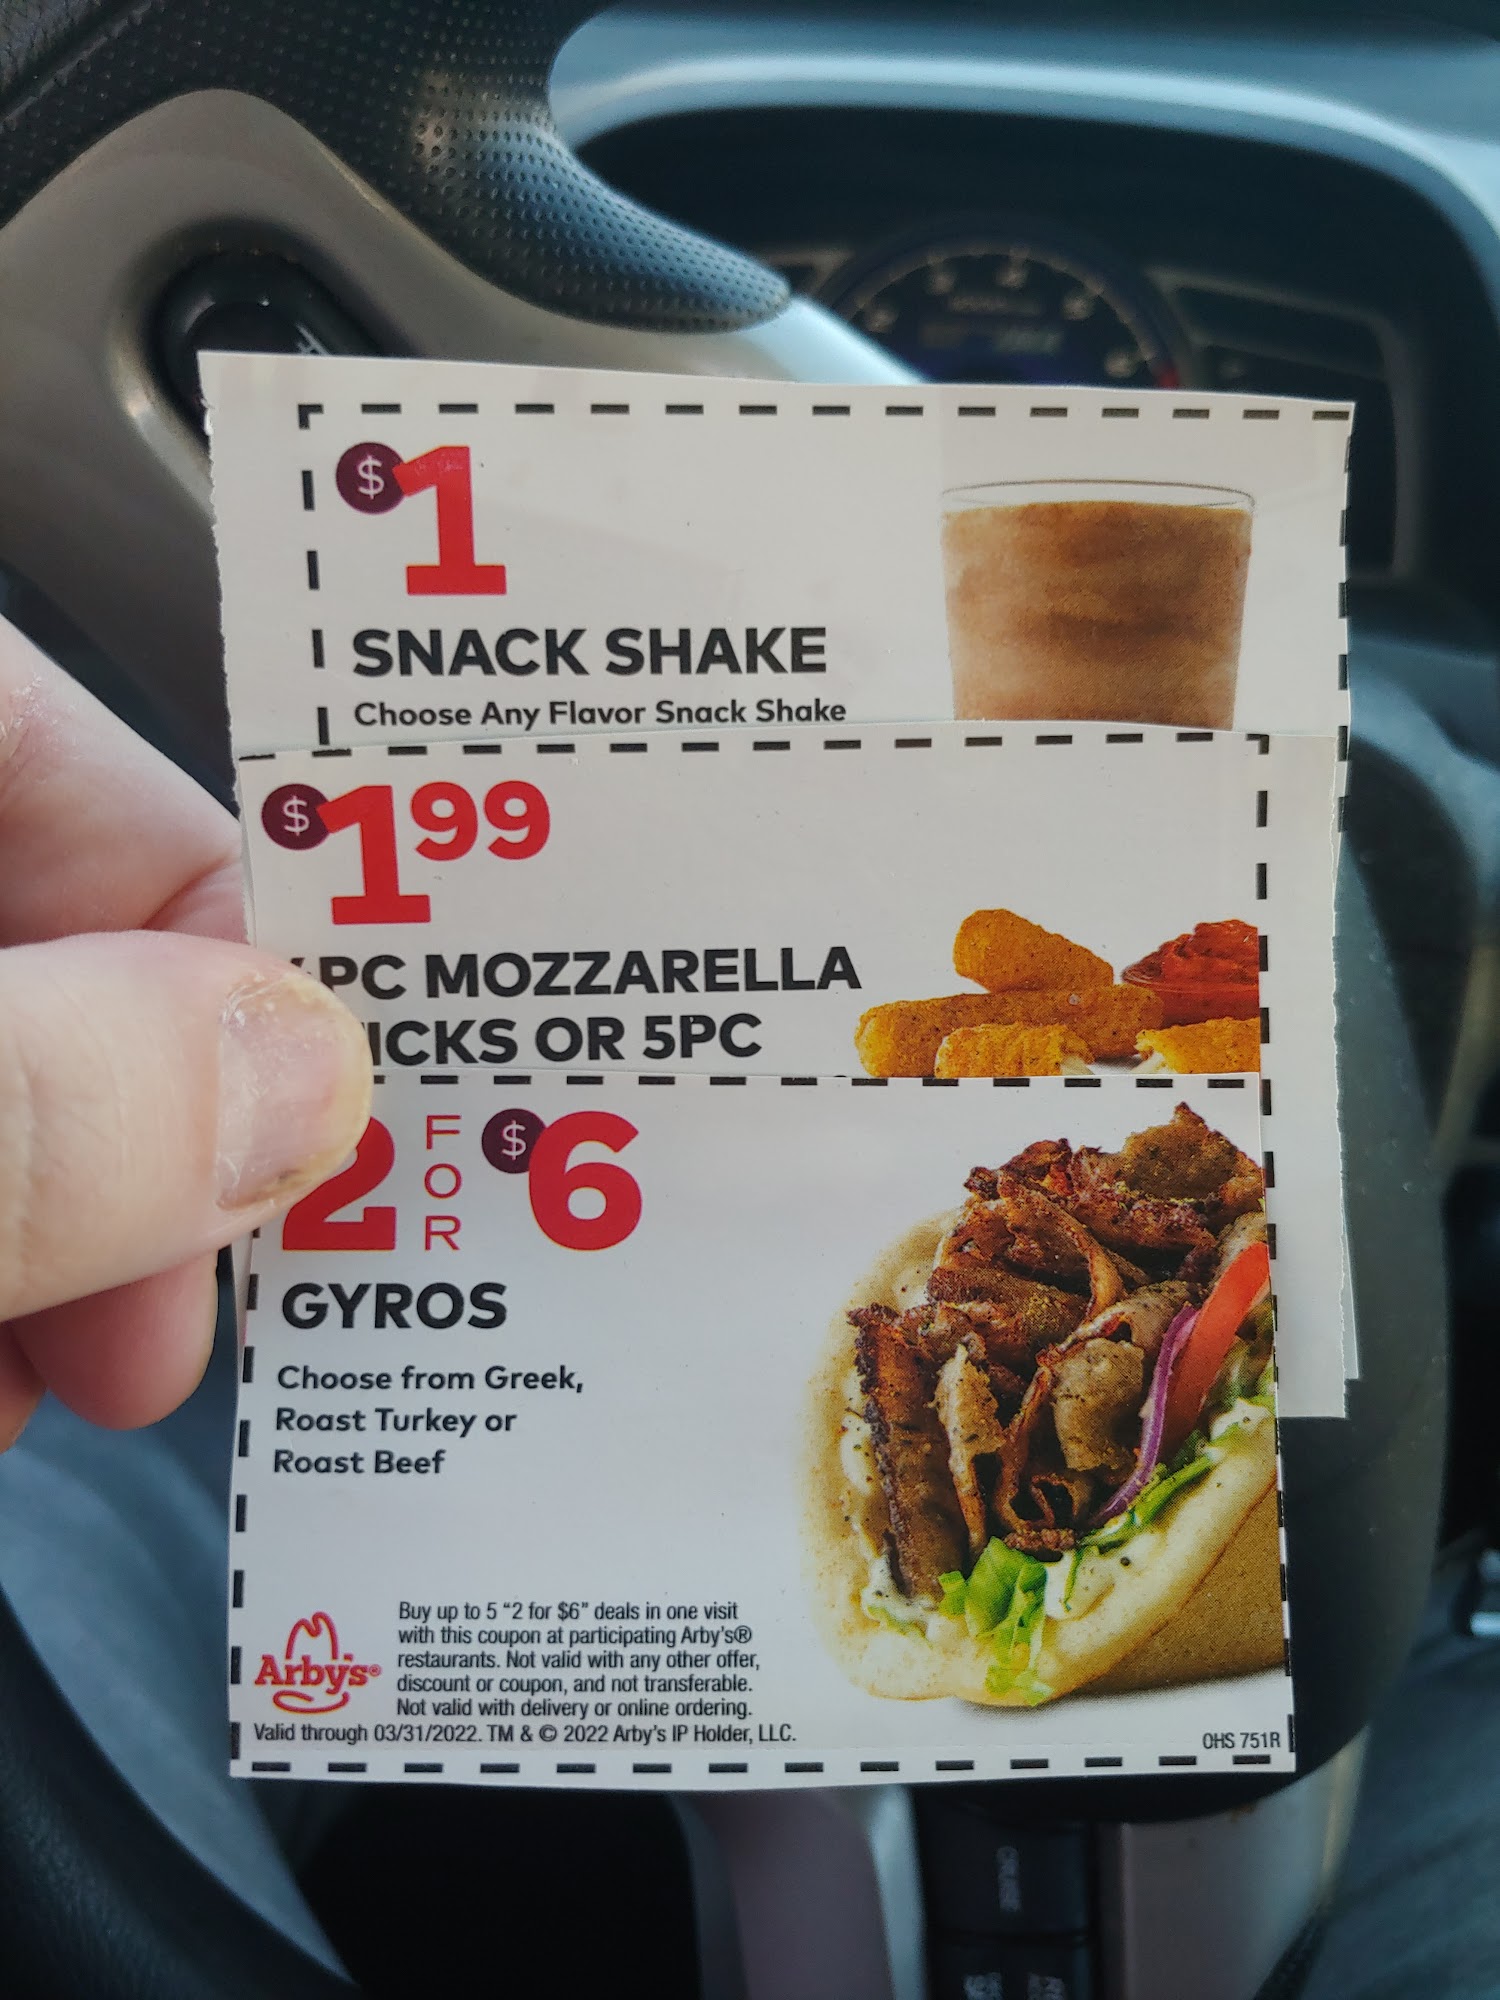 $1
SNACK SHAKE
Choose Any Flavor Snack Shake
$199
PC MOZZARELLA
ICKS OR 5PC
2 FOR $6
GYROS
Choose from Greek,
Roast Turkey or
Roast Beef
Arby's®
Buy up to 5 “2 for $6” deals in one visit
with this coupon at participating Arby's®
restaurants. Not valid with any other offer,
discount or coupon, and not transferable.
Not valid with delivery or online ordering.
Valid through 03/31/2022. TM & © 2022 Arby's IP Holder, LLC.
OHS 751R
CRUISE